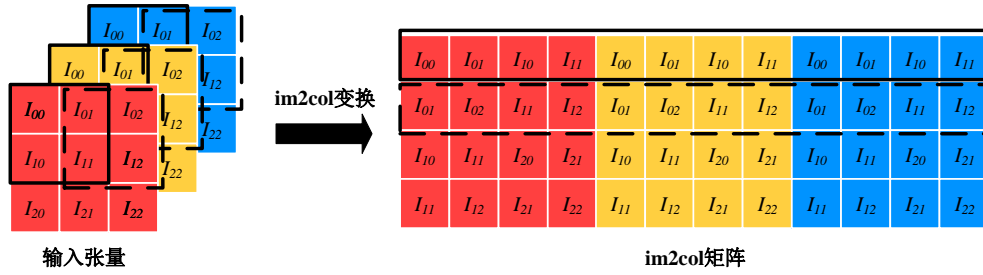 I00 I01 I02
I00 I01 I02 I12
I00 I01 I02 I12 I22
I10 I11 I12 I22
I20 I21 I22
输入张量
im2col变换
I00 I01 I10 I11 I00 I01 I10 I11 I00 I01 I10 I11
I01 I02 I11 I12 I01 I02 I11 I12 I01 I02 I11 I12
I10 I11 I20 I21 I10 I11 I20 I21 I10 I11 I20 I21
I11 I12 I21 I22 I11 I12 I21 I22 I11 I12 I21 I22
im2col矩阵